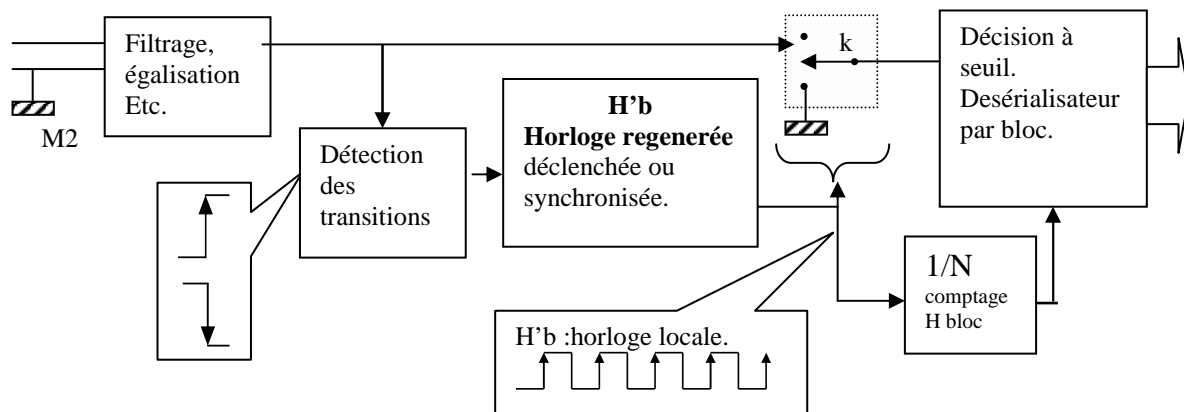 Filtrage,
égalisation
Etc.
M2
Détection
des
transitions
H’b
Horloge regenerée
déclenchée ou
synchronisée.
k
Décision à
seuil.
Desérialisateur
par bloc.
1/N
comptage
H bloc
H’b :horloge locale.